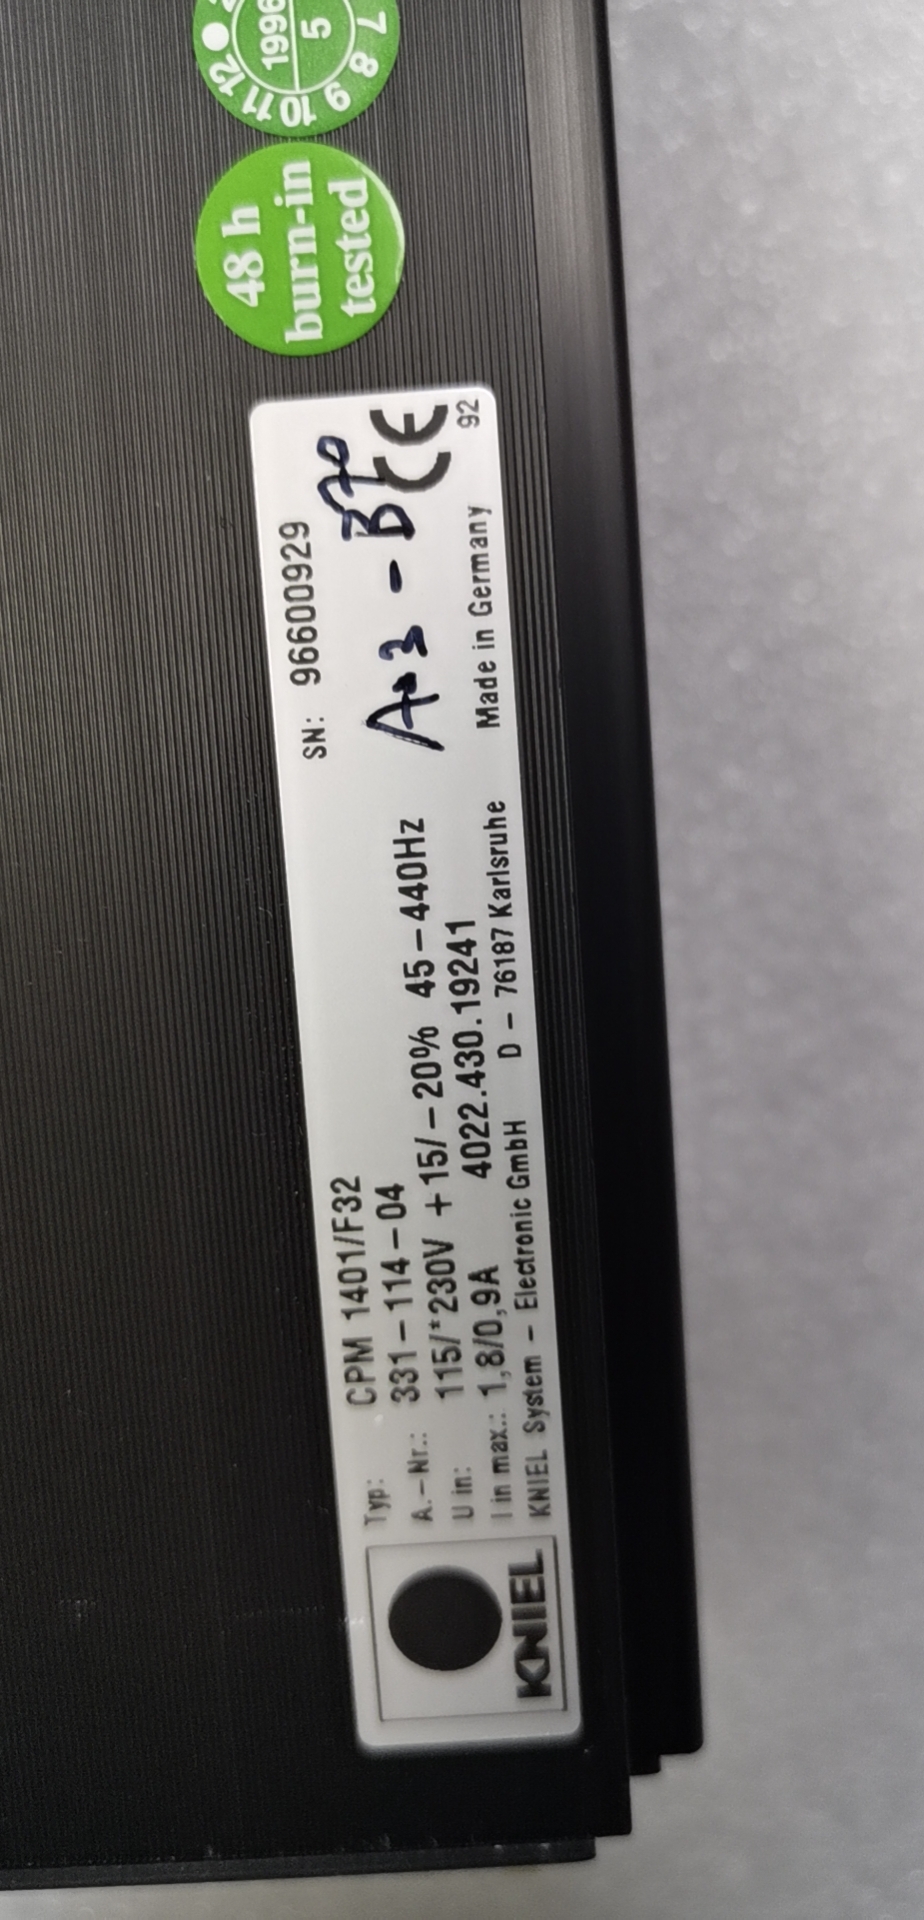 KNIEL
Typ: CPM 1401/F32
SN: 96600929
A.-Nr.: 331-114-04
U in: 115/*230V +15/-20% 45-440Hz
I in max.: 1,8/0,9A 4022.430.19241
KNIEL System - Electronic GmbH D - 76187 Karlsruhe Made in Germany
CE
92
48 h
burn-in
tested
1996
5
7 8 9 10 11 12